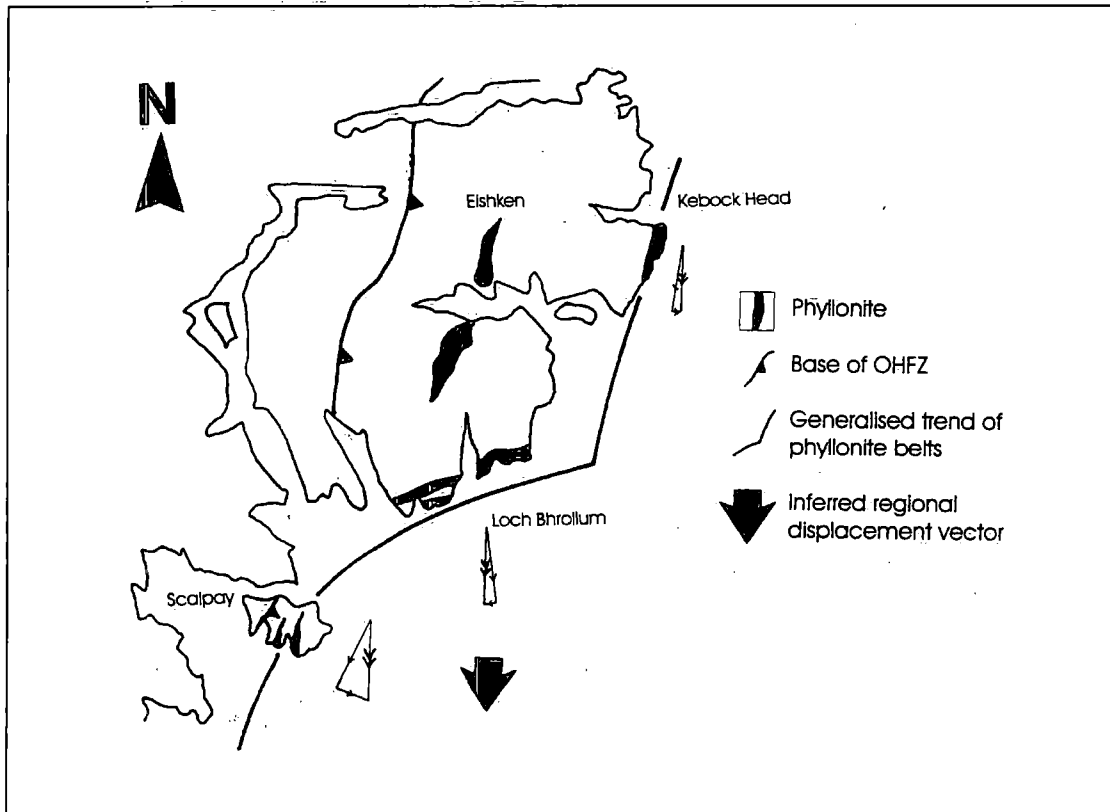 N
Eishken
Kebock Head
Phyllonite
Base of OHFZ
Generalised trend of
phyllonite belts
Loch Bhrollum
Inferred regional
displacement vector
Scalpay